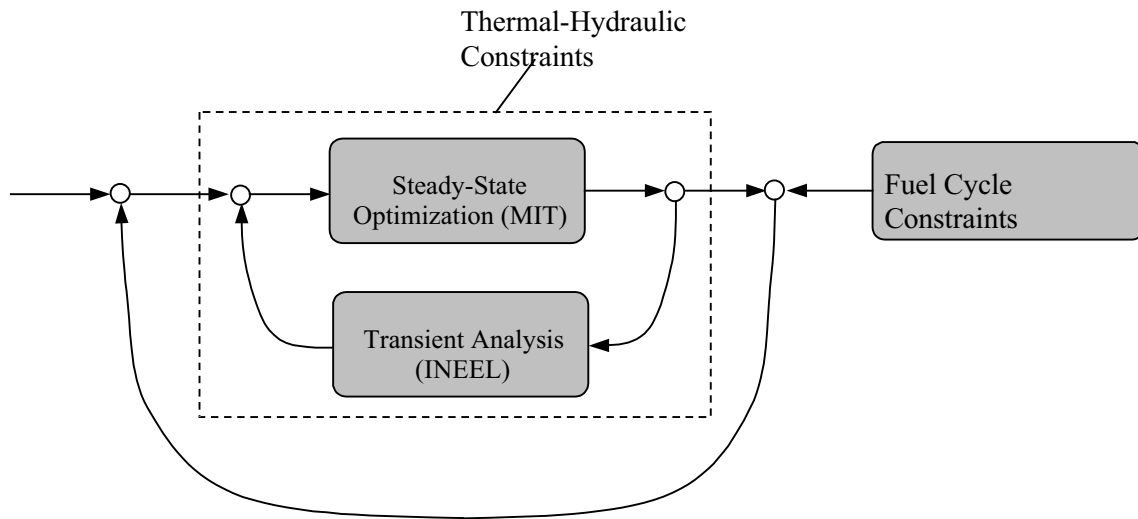 Thermal-Hydraulic
Constraints
Steady-State
Optimization (MIT)
Fuel Cycle
Constraints
Transient Analysis
(INEEL)